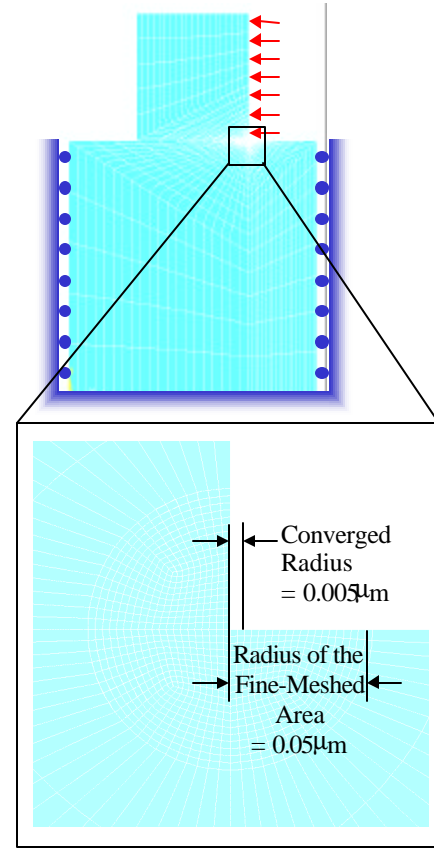 Converged
Radius
= 0.005μm
Radius of the
Fine-Meshed
Area
= 0.05μm